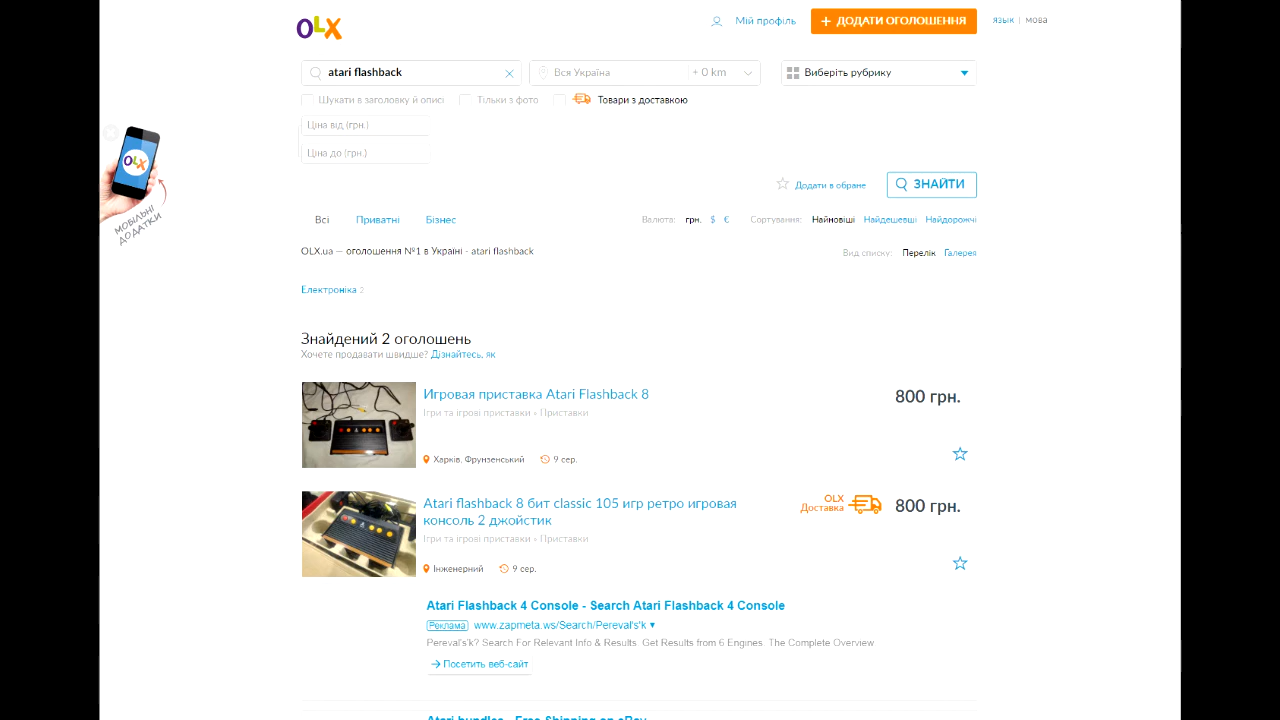 OLX
Мій профіль
+ ДОДАТИ ОГОЛОШЕННЯ
язык | мова
atari flashback
Вся Україна
+ 0 km
Виберіть рубрику
Шукати в заголовку й описі
Тільки з фото
Товари з доставкою
Ціна від (грн.)
Ціна до (грн.)
OLX
МОБІЛЬНІ
ДОДАТКИ
Додати в обране
ЗНАЙТИ
Всі Приватні Бізнес
Валюта: грн. $ €
Сортування: Найновіші Найдешевші Найдорожчі
OLX.ua — оголошення №1 в Україні - atari flashback
Вид списку: Перелік Галерея
Електроніка 2
Знайдений 2 оголошень
Хочете продавати швидше? Дізнайтесь, як
Игровая приставка Atari Flashback 8
800 грн.
Ігри та ігрові приставки » Приставки
Харків, Фрунзенський 9 сер.
Atari flashback 8 бит classic 105 игр ретро игровая
консоль 2 джойстик
OLX
Доставка
800 грн.
Ігри та ігрові приставки » Приставки
Інженерний 9 сер.
Atari Flashback 4 Console - Search Atari Flashback 4 Console
Реклама www.zapmeta.ws/Search/Pereval's'k ▼
Pereval's'k? Search For Relevant Info & Results. Get Results from 6 Engines. The Complete Overview.
Посетить веб-сайт
Atari bundles - Free Shipping on eBay